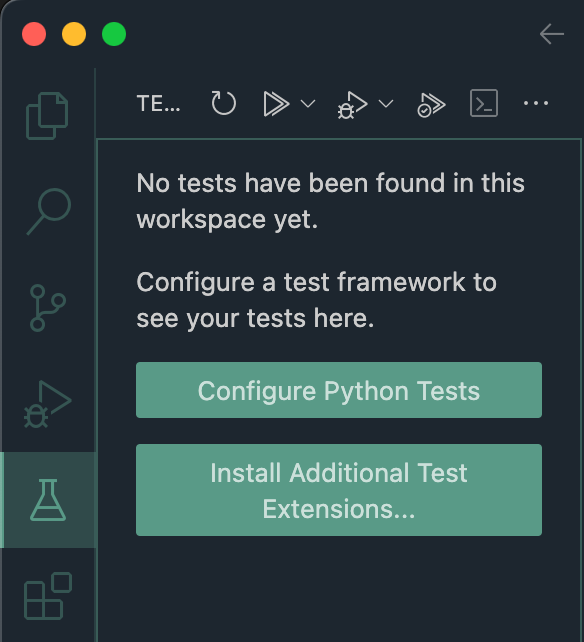 TE...
No tests have been found in this
workspace yet.
Configure a test framework to
see your tests here.
Configure Python Tests
Install Additional Test
Extensions...